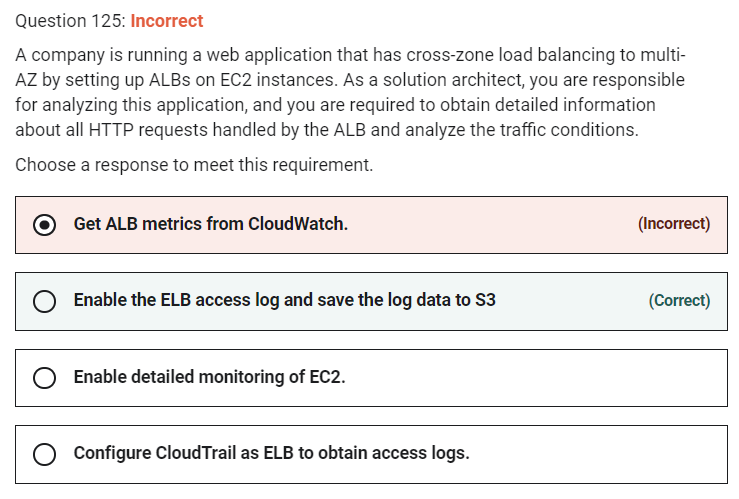 Question 125: Incorrect
A company is running a web application that has cross-zone load balancing to multi-
AZ by setting up ALBs on EC2 instances. As a solution architect, you are responsible
for analyzing this application, and you are required to obtain detailed information
about all HTTP requests handled by the ALB and analyze the traffic conditions.
Choose a response to meet this requirement.
Get ALB metrics from CloudWatch. (Incorrect)
Enable the ELB access log and save the log data to S3 (Correct)
Enable detailed monitoring of EC2.
Configure CloudTrail as ELB to obtain access logs.